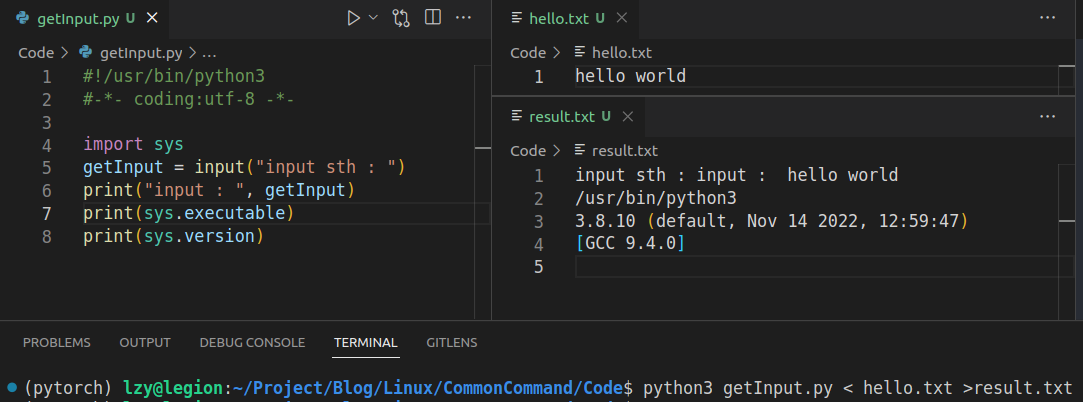 getInput.py U
Code > getInput.py > ...
1 #!/usr/bin/python3
2 #-*- coding:utf-8 -*-
3
4 import sys
5 getInput = input("input sth : ")
6 print("input : ", getInput)
7 print(sys.executable)
8 print(sys.version)
hello.txt U
Code > hello.txt
1 hello world
result.txt U
Code > result.txt
1 input sth : input :  hello world
2 /usr/bin/python3
3 3.8.10 (default, Nov 14 2022, 12:59:47)
4 [GCC 9.4.0]
5
PROBLEMS OUTPUT DEBUG CONSOLE TERMINAL GITLENS
(pytorch) lzy@legion:~/Project/Blog/Linux/CommonCommand/Code$ python3 getInput.py < hello.txt >result.txt